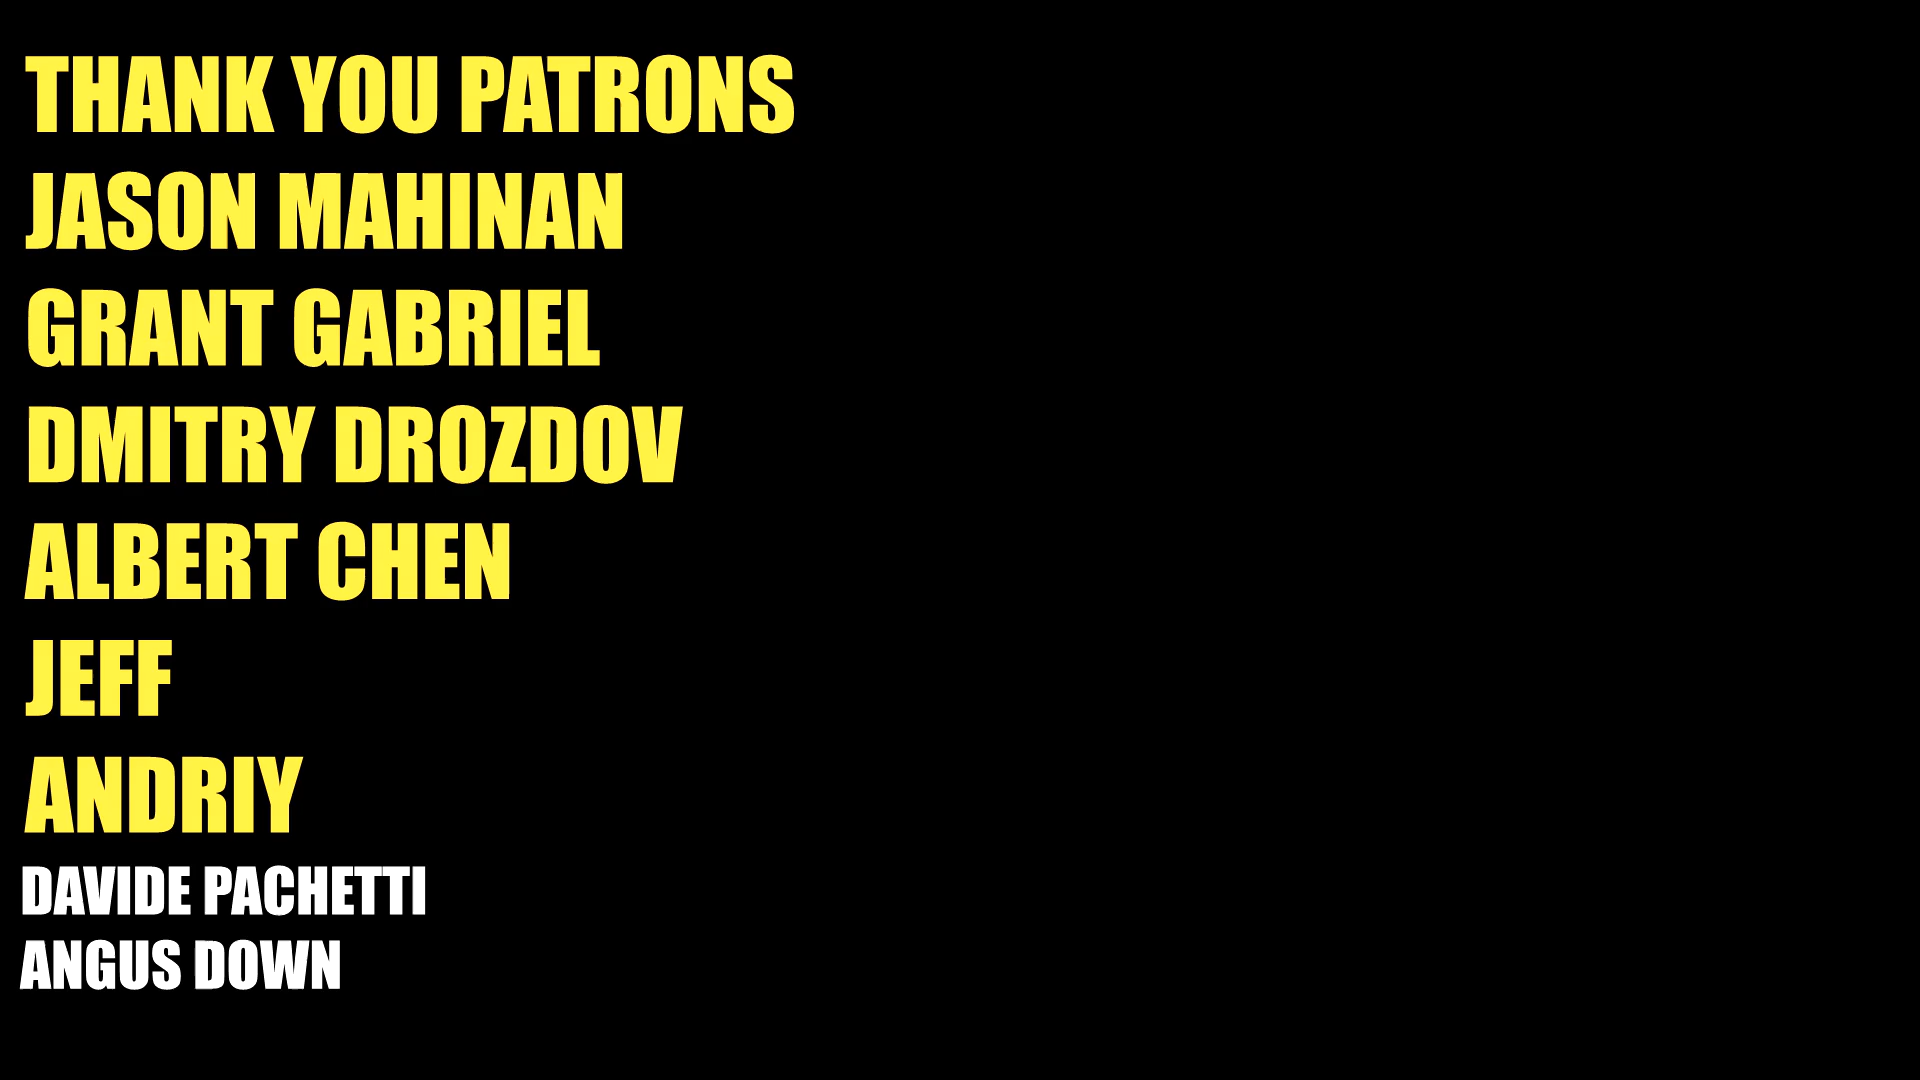 THANK YOU PATRONS
JASON MAHINAN
GRANT GABRIEL
DMITRY DROZDOV
ALBERT CHEN
JEFF
ANDRIY
DAVIDE PACHETTI
ANGUS DOWN